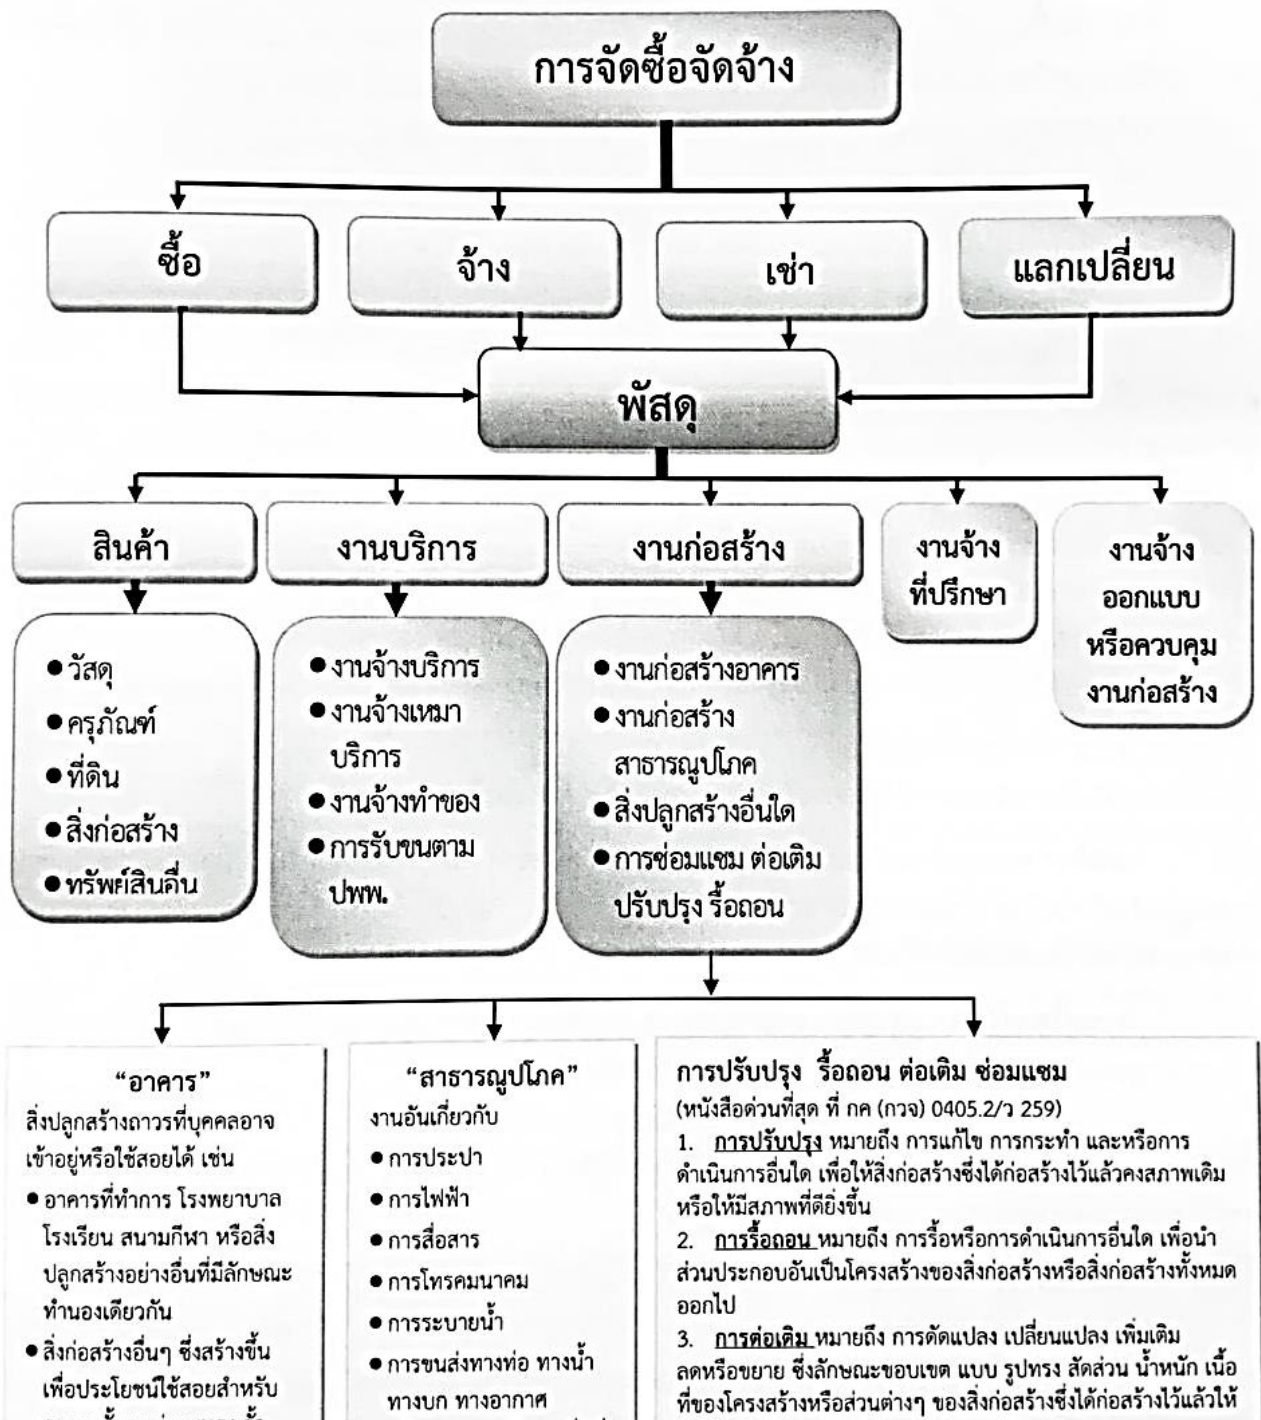 การจัดซื้อจัดจ้าง
ซื้อ
จ้าง
เช่า
แลกเปลี่ยน
พัสดุ
สินค้า
งานบริการ
งานก่อสร้าง
งานจ้าง
ที่ปรึกษา
งานจ้าง
ออกแบบ
หรือควบคุม
งานก่อสร้าง
● วัสดุ
● ครุภัณฑ์
● ที่ดิน
● สิ่งก่อสร้าง
● ทรัพย์สินอื่น
● งานจ้างบริการ
● งานจ้างเหมา
บริการ
● งานจ้างทำของ
● การรับขนตาม
ปพพ.
● งานก่อสร้างอาคาร
● งานก่อสร้าง
สาธารณูปโภค
● สิ่งปลูกสร้างอื่นใด
● การซ่อมแซม ต่อเติม
ปรับปรุง รื้อถอน
“อาคาร”
สิ่งปลูกสร้างถาวรที่บุคคลอาจ
เข้าอยู่หรือใช้สอยได้ เช่น
● อาคารที่ทำการ โรงพยาบาล
โรงเรียน สนามกีฬา หรือสิ่ง
ปลูกสร้างอย่างอื่นที่มีลักษณะ
ทำนองเดียวกัน
● สิ่งก่อสร้างอื่นๆ ซึ่งสร้างขึ้น
เพื่อประโยชน์ใช้สอยสำหรับ
“สาธารณูปโภค”
งานอันเกี่ยวกับ
● การประปา
● การไฟฟ้า
● การสื่อสาร
● การโทรคมนาคม
● การระบายน้ำ
● การขนส่งทางท่อ ทางน้ำ
ทางบก ทางอากาศ
การปรับปรุง รื้อถอน ต่อเติม ซ่อมแซม
(หนังสือด่วนที่สุด ที่ กค (กวจ) 0405.2/ว 259)
1. การปรับปรุง หมายถึง การแก้ไข การกระทำ และหรือการ
ดำเนินการอื่นใด เพื่อให้สิ่งก่อสร้างซึ่งได้ก่อสร้างไว้แล้วคงสภาพเดิม
หรือให้มีสภาพที่ดียิ่งขึ้น
2. การรื้อถอน หมายถึง การรื้อหรือการดำเนินการอื่นใด เพื่อนำ
ส่วนประกอบอันเป็นโครงสร้างของสิ่งก่อสร้างหรือสิ่งก่อสร้างทั้งหมด
ออกไป
3. การต่อเติม หมายถึง การดัดแปลง เปลี่ยนแปลง เพิ่มเติม
ลดหรือขยาย ซึ่งลักษณะขอบเขต แบบ รูปทรง สัดส่วน น้ำหนัก เนื้อ
ที่ของโครงสร้างหรือส่วนต่างๆ ของสิ่งก่อสร้างซึ่งได้ก่อสร้างไว้แล้วให้